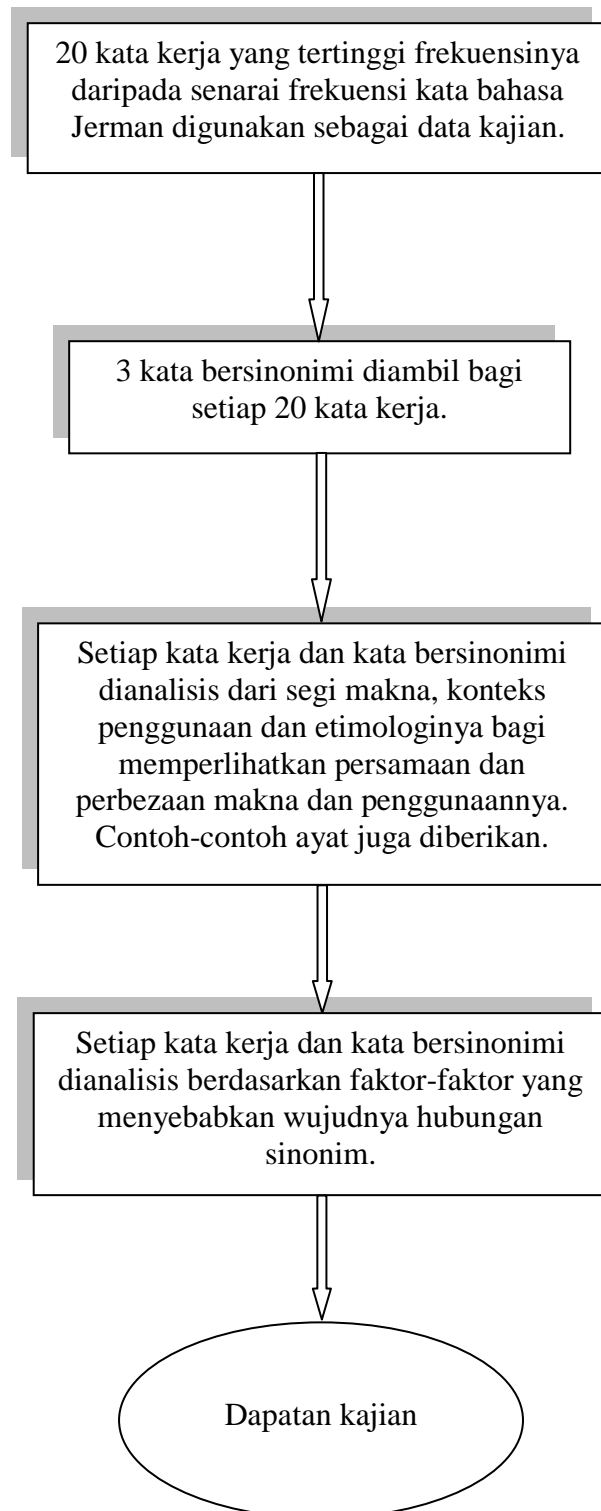 20 kata kerja yang tertinggi frekuensinya
daripada senarai frekuensi kata bahasa
Jerman digunakan sebagai data kajian.
3 kata bersinonimi diambil bagi
setiap 20 kata kerja.
Setiap kata kerja dan kata bersinonimi
dianalisis dari segi makna, konteks
penggunaan dan etimologinya bagi
memperlihatkan persamaan dan
perbezaan makna dan penggunaannya.
Contoh-contoh ayat juga diberikan.
Setiap kata kerja dan kata bersinonimi
dianalisis berdasarkan faktor-faktor yang
menyebabkan wujudnya hubungan
sinonim.
Dapatan kajian